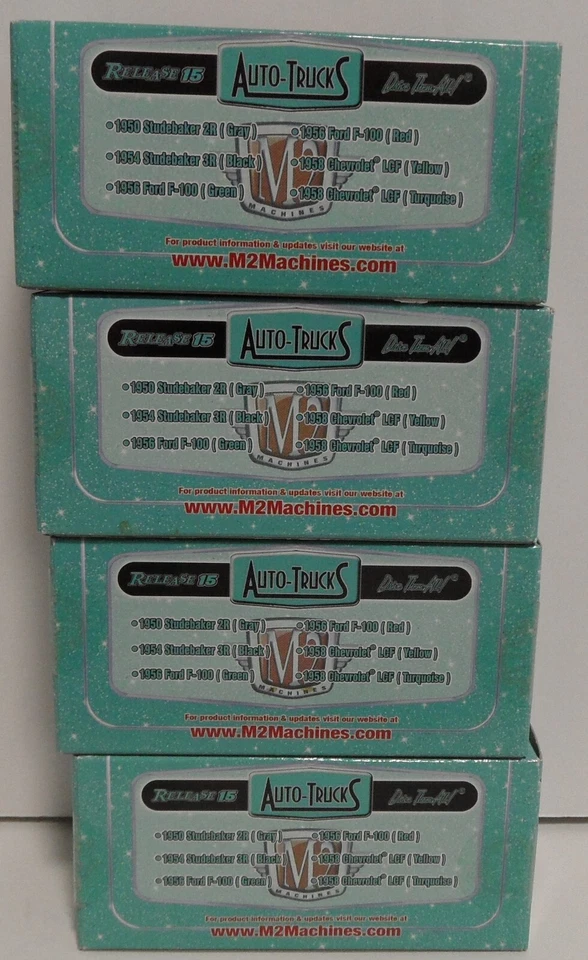 RELEASE 15 AUTO-TRUCKS Drive Them All!®
• 1950 Studebaker 2R ( Gray ) • 1956 Ford F-100 ( Red )
• 1954 Studebaker 3R ( Black ) • 1958 Chevrolet® LCF ( Yellow )
• 1956 Ford F-100 ( Green ) • 1958 Chevrolet® LCF ( Turquoise )
M2
MACHINES
For product information & updates visit our website at
www.M2Machines.com
RELEASE 15 AUTO-TRUCKS Drive Them All!®
• 1950 Studebaker 2R ( Gray ) • 1956 Ford F-100 ( Red )
• 1954 Studebaker 3R ( Black ) • 1958 Chevrolet® LCF ( Yellow )
• 1956 Ford F-100 ( Green ) • 1958 Chevrolet® LCF ( Turquoise )
M2
MACHINES
For product information & updates visit our website at
www.M2Machines.com
RELEASE 15 AUTO-TRUCKS Drive Them All!®
• 1950 Studebaker 2R ( Gray ) • 1956 Ford F-100 ( Red )
• 1954 Studebaker 3R ( Black ) • 1958 Chevrolet® LCF ( Yellow )
• 1956 Ford F-100 ( Green ) • 1958 Chevrolet® LCF ( Turquoise )
M2
MACHINES
For product information & updates visit our website at
www.M2Machines.com
RELEASE 15 AUTO-TRUCKS Drive Them All!®
• 1950 Studebaker 2R ( Gray ) • 1956 Ford F-100 ( Red )
• 1954 Studebaker 3R ( Black ) • 1958 Chevrolet® LCF ( Yellow )
• 1956 Ford F-100 ( Green ) • 1958 Chevrolet® LCF ( Turquoise )
M2
MACHINES
For product information & updates visit our website at
www.M2Machines.com